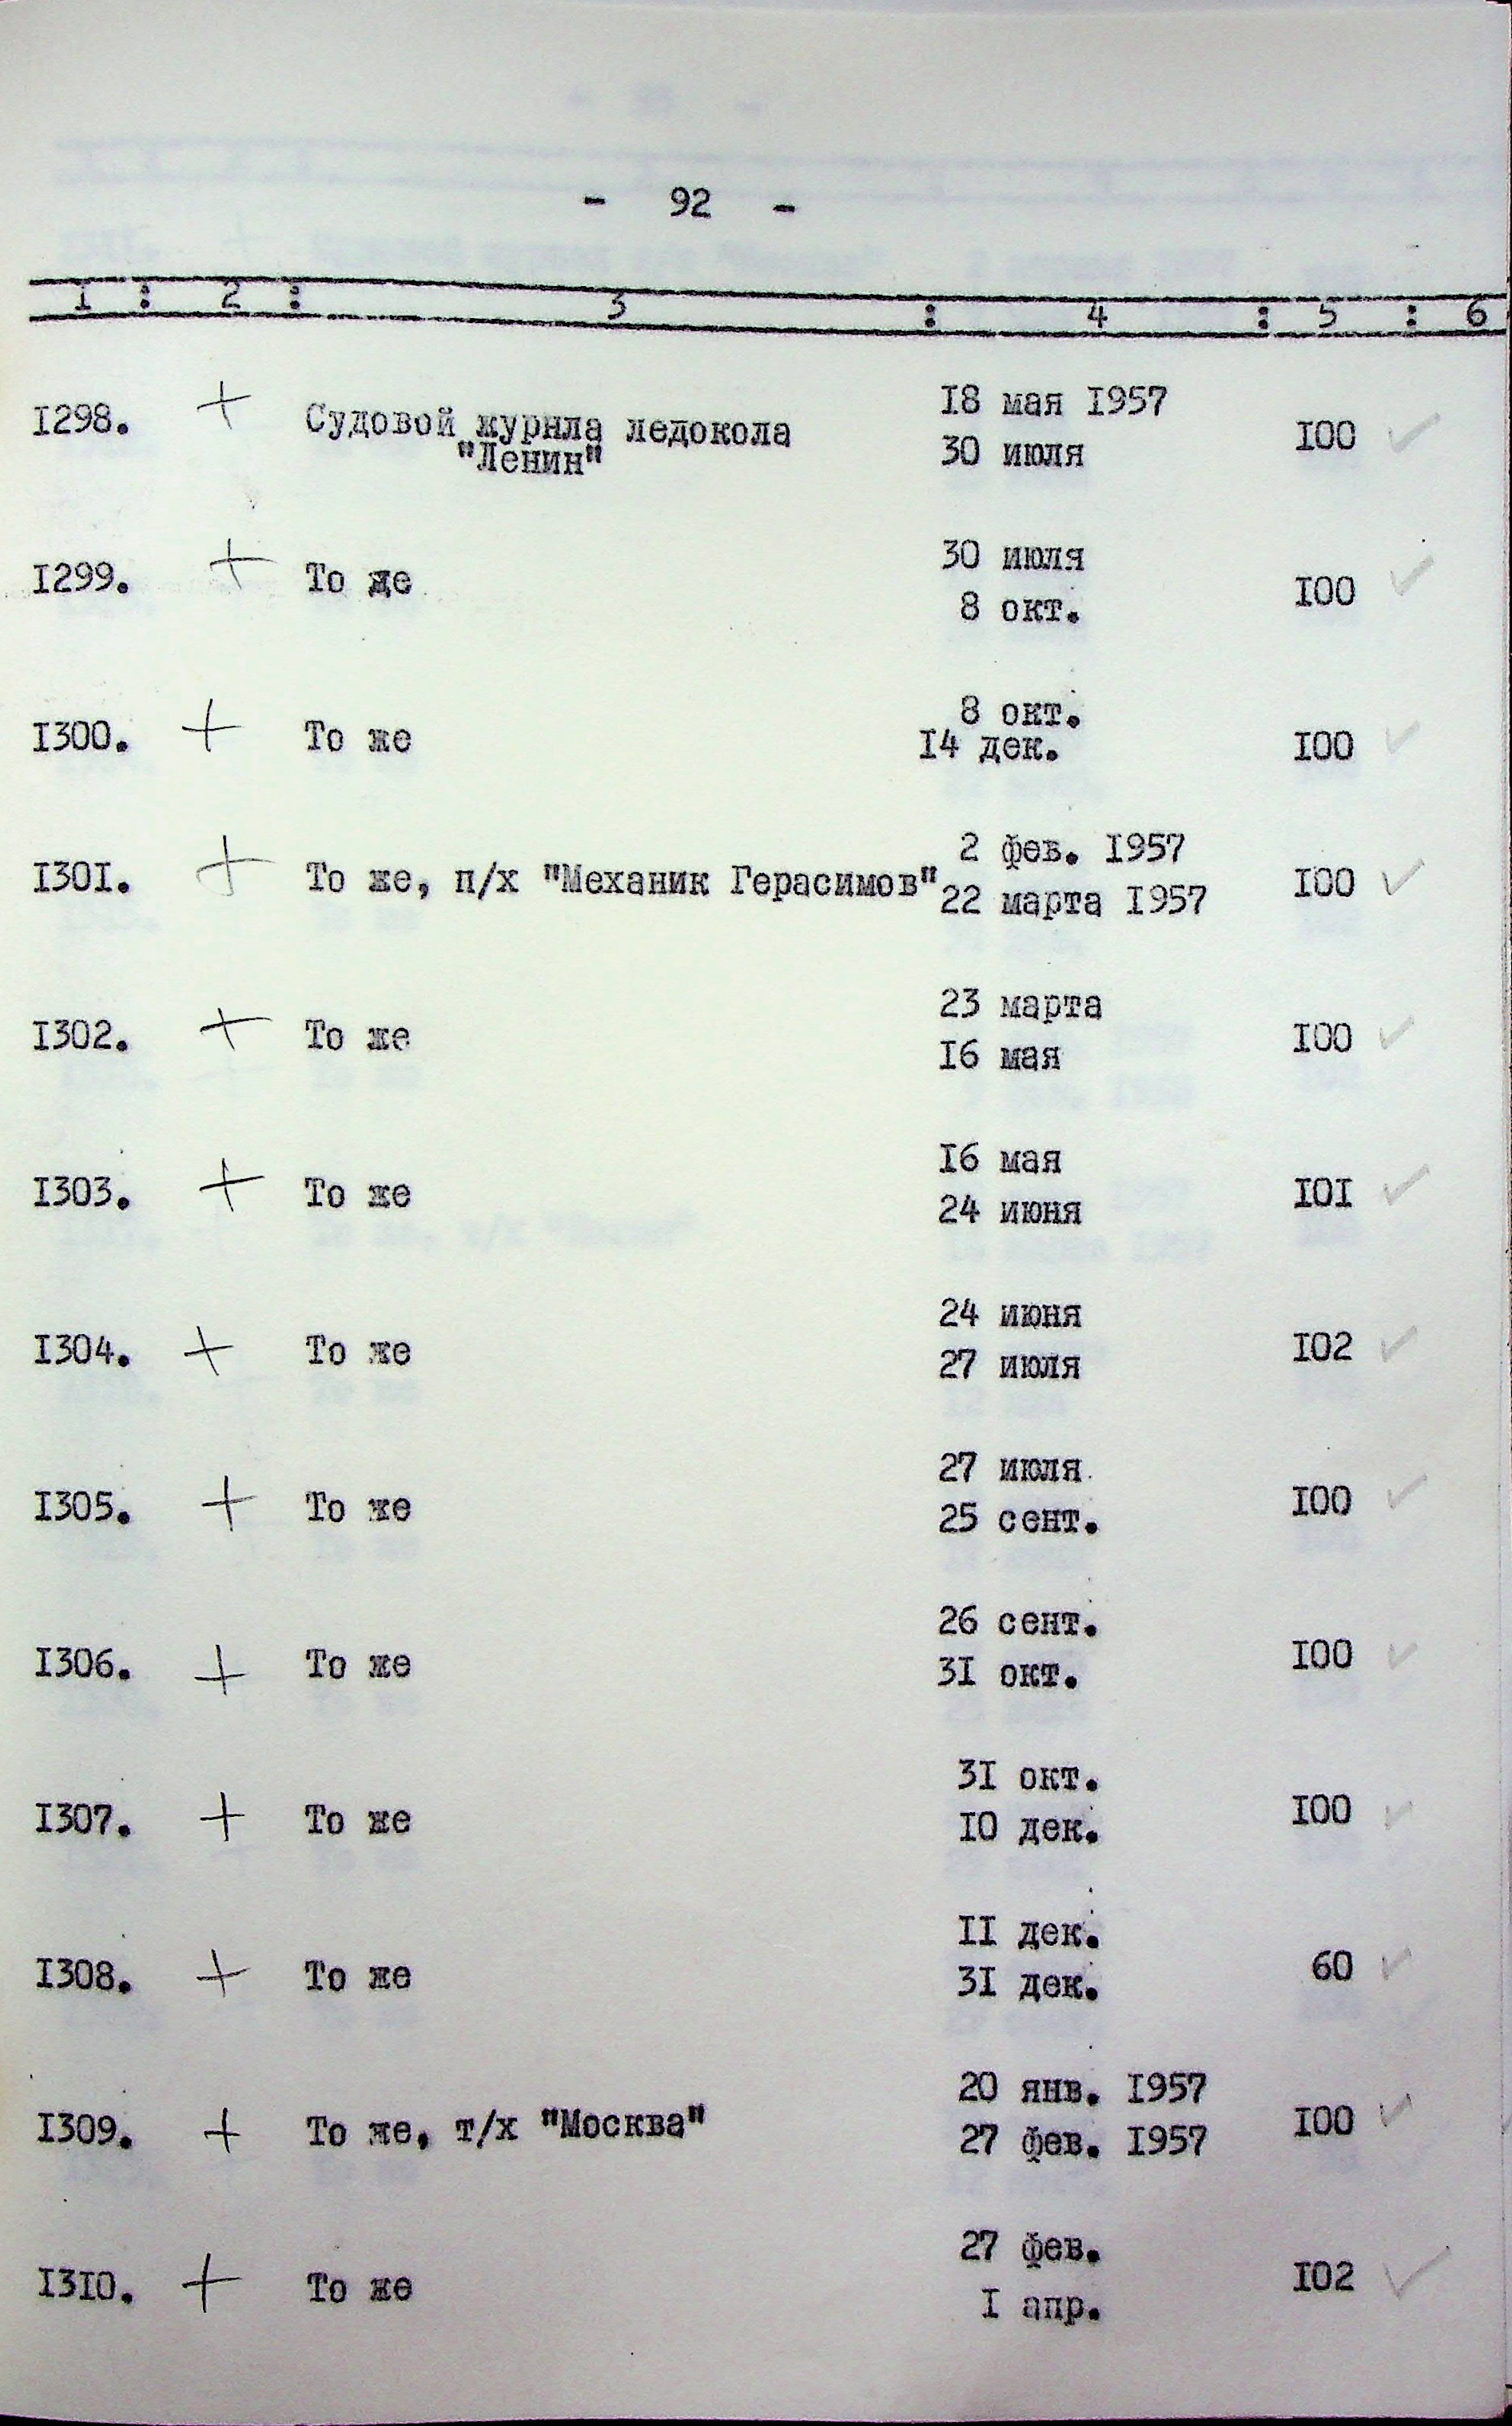 - 92 -
1 : 2 : 3 : 4 : 5 : 6
1298. + Судовой журнла ледокола 18 мая 1957 100 ✓
"Ленин" 30 июля
1299. + То де 30 июля 100 ✓
8 окт.
1300. + То же 8 окт. 100 ✓
14 дек.
1301. + То же, п/х "Механик Герасимов" 2 фев. 1957 100 ✓
22 марта 1957
1302. + То же 23 марта 100 ✓
16 мая
1303. + То же 16 мая 101 ✓
24 июня
1304. + То же 24 июня 102 ✓
27 июля
1305. + То же 27 июля 100 ✓
25 сент.
1306. + То же 26 сент. 100 ✓
31 окт.
1307. + То же 31 окт. 100 ✓
10 дек.
1308. + То же 11 дек. 60 ✓
31 дек.
1309. + То же, т/х "Москва" 20 янв. 1957 100 ✓
27 фев. 1957
1310. + То же 27 фев. 102 ✓
1 апр.